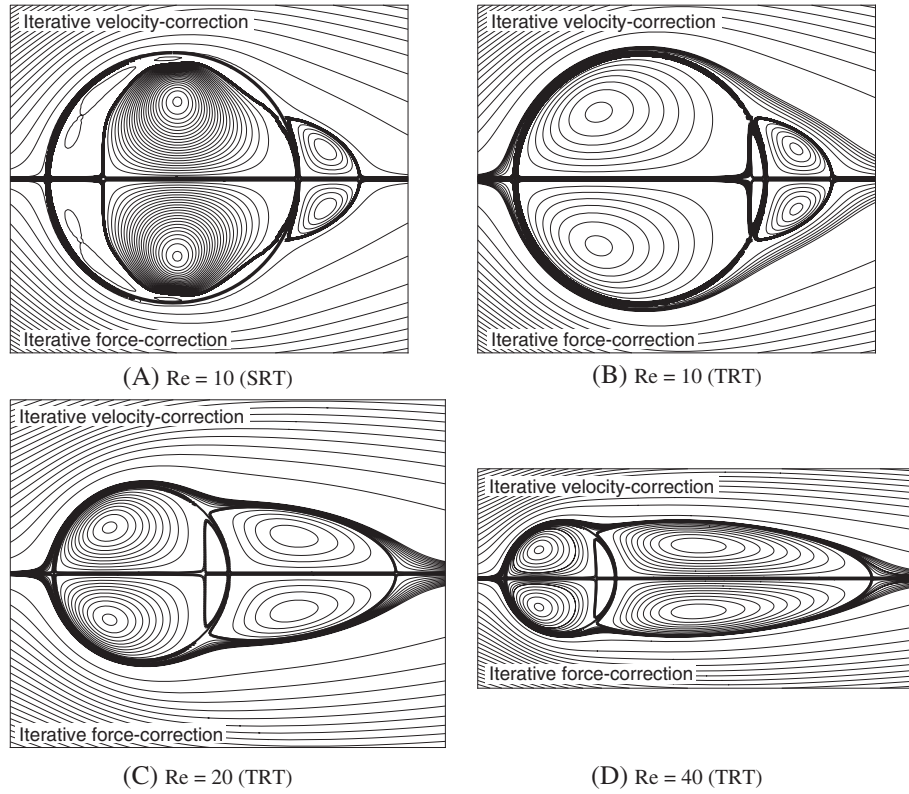 Iterative velocity-correction
Iterative force-correction
(A) Re = 10 (SRT)
Iterative velocity-correction
Iterative force-correction
(B) Re = 10 (TRT)
Iterative velocity-correction
Iterative force-correction
(C) Re = 20 (TRT)
Iterative velocity-correction
Iterative force-correction
(D) Re = 40 (TRT)